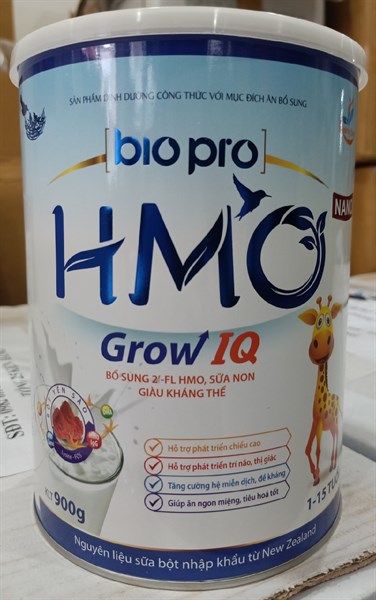 SẢN PHẨM DINH DƯỠNG CÔNG THỨC VỚI MỤC ĐÍCH ĂN BỔ SUNG
[bio pro]
HMO
NANO
Grow IQ
BỔ SUNG 2'-FL HMO, SỮA NON
GIÀU KHÁNG THỂ
YẾN SÀO
Hỗ trợ phát triển chiều cao
Hỗ trợ phát triển trí não, thị giác
Tăng cường hệ miễn dịch, đề kháng
Giúp ăn ngon miệng, tiêu hoá tốt
900g
1-15 TUỔI
Nguyên liệu sữa bột nhập khẩu từ New Zealand
SĐT: